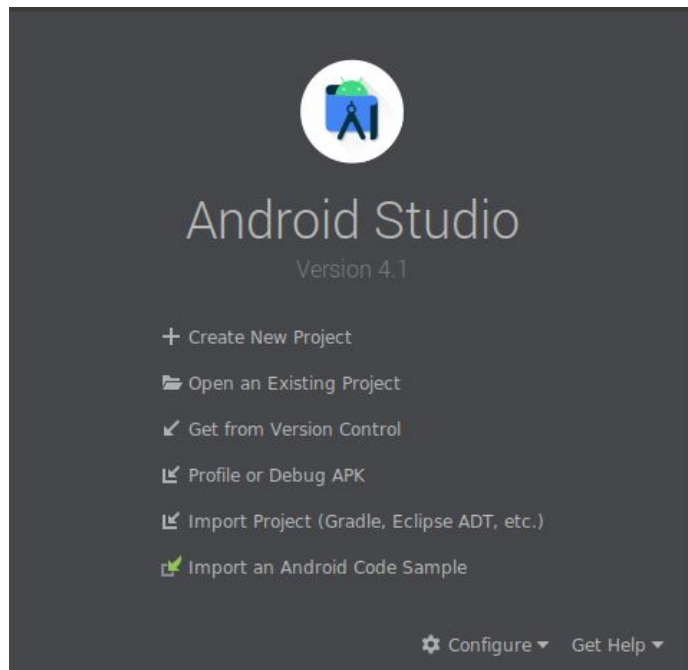 Android Studio
Version 4.1
Create New Project
Open an Existing Project
Get from Version Control
Profile or Debug APK
Import Project (Gradle, Eclipse ADT, etc.)
Import an Android Code Sample
Configure Get Help